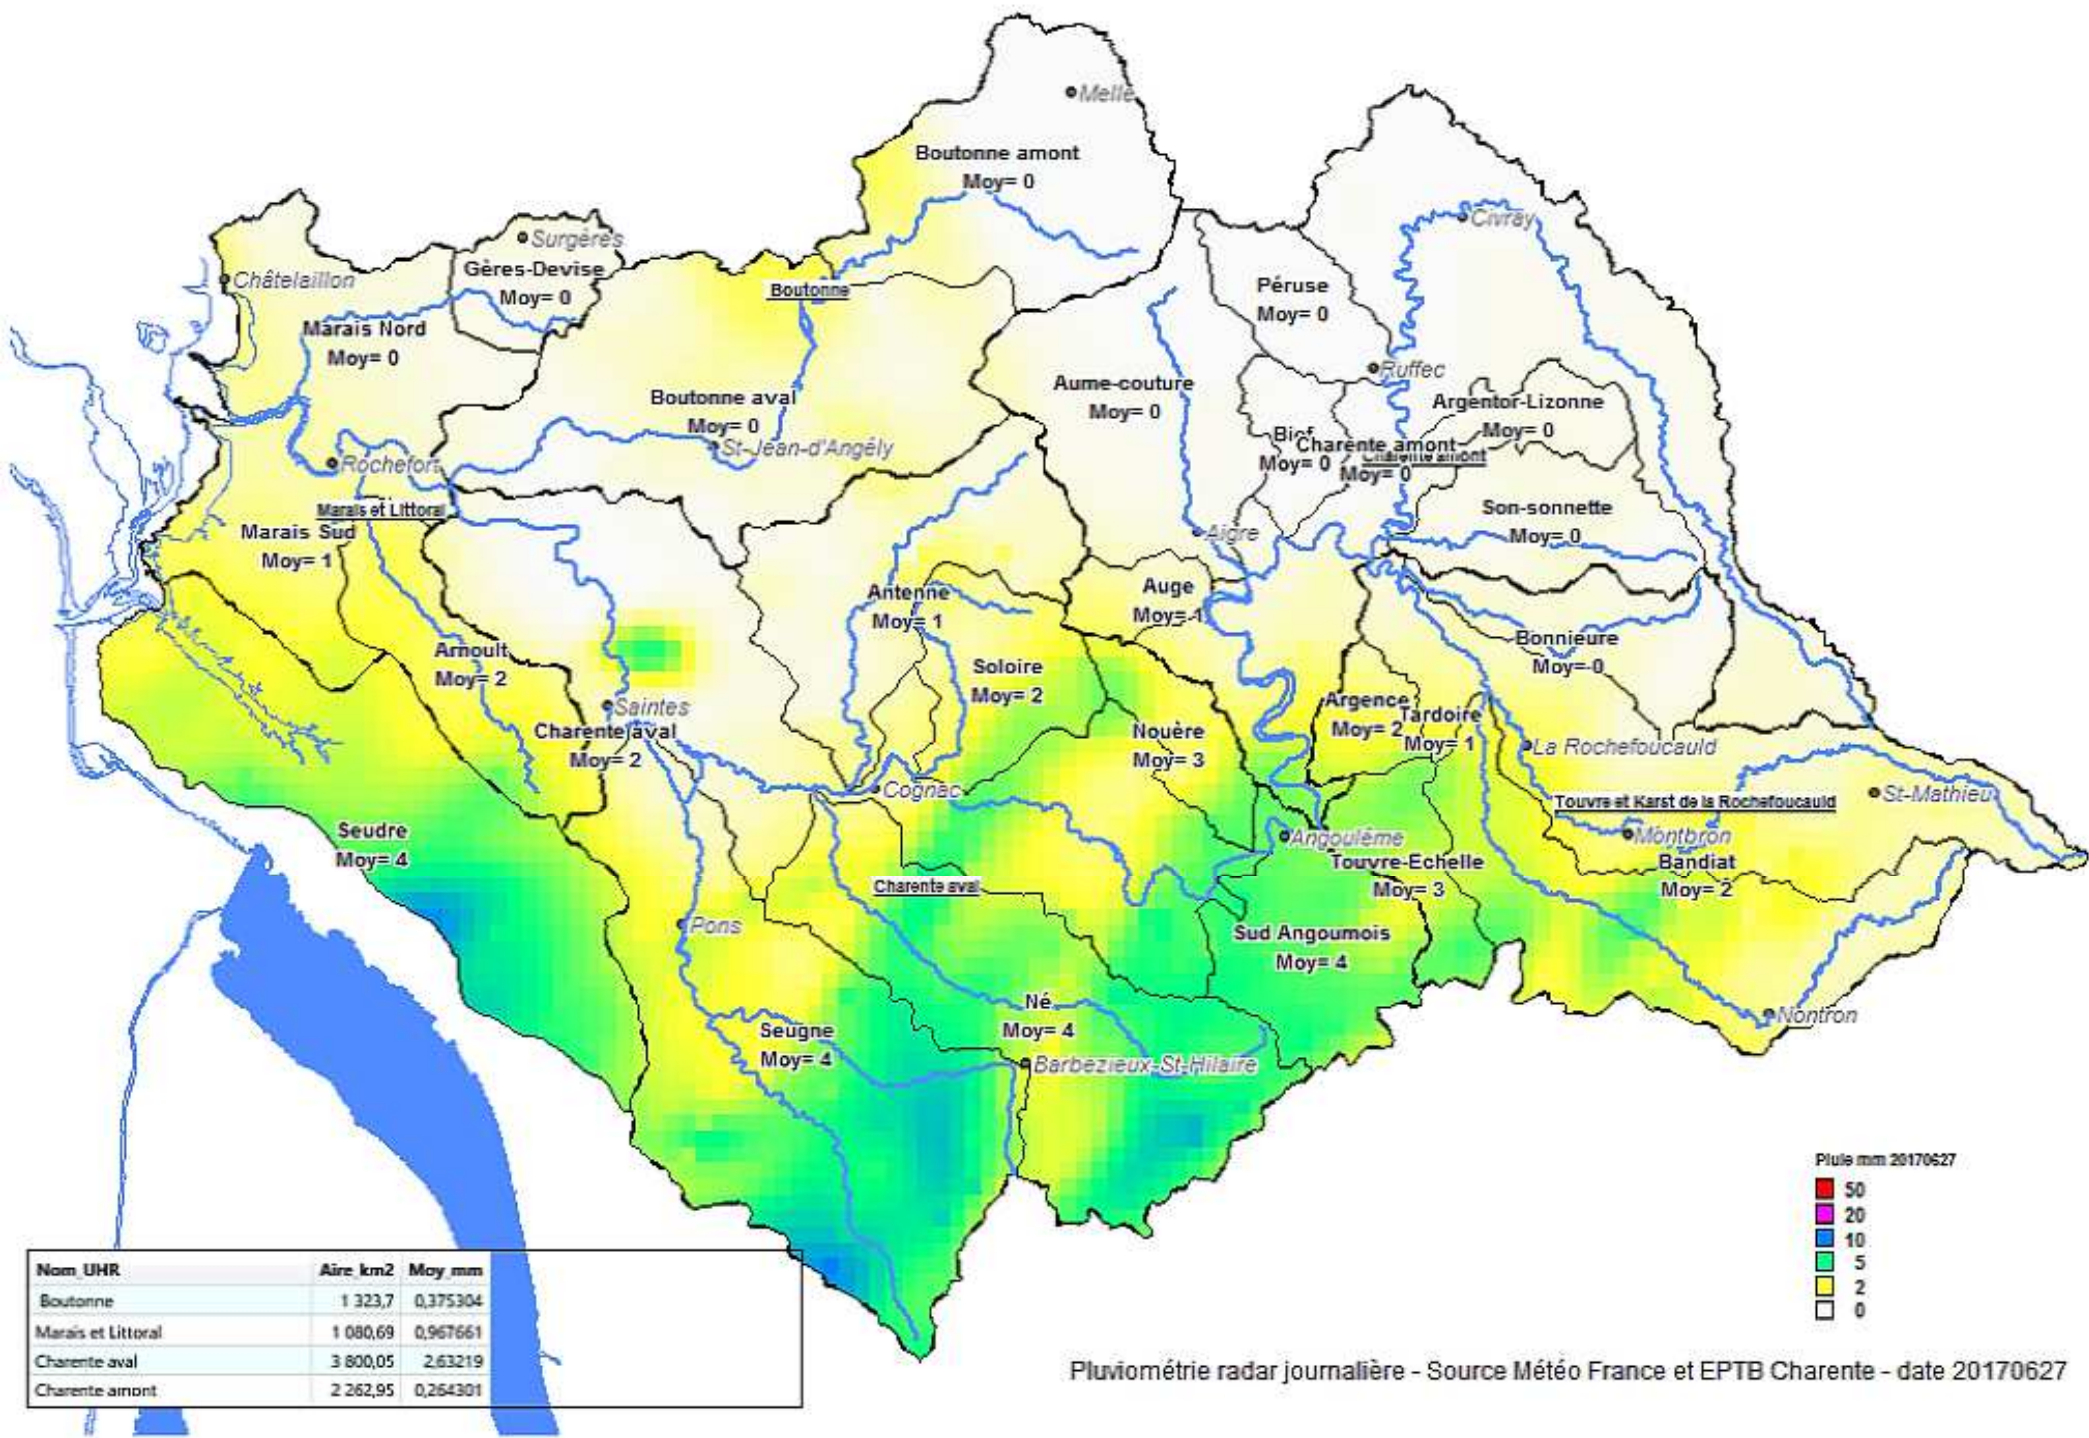 Melle
Boutonne amont
Moy= 0
Civray
Surgères
Gères-Devise
Moy= 0
Châtelaillon
Boutonne
Péruse
Moy= 0
Marais Nord
Moy= 0
Ruffec
Aume-couture
Moy= 0
Boutonne aval
Moy= 0
Argentor-Lizonne
Moy= 0
St-Jean-d'Angély
Bief
Moy= 0
Charente amont
Charente amont
Moy= 0
Rochefort
Marais et Littoral
Son-sonnette
Moy= 0
Marais Sud
Moy= 1
Aigre
Antenne
Moy= 1
Auge
Moy= 1
Bonnieure
Moy= 0
Arnoult
Moy= 2
Soloire
Moy= 2
Saintes
Argence
Moy= 2
Tardoire
Moy= 1
Charente aval
Moy= 2
Nouère
Moy= 3
La Rochefoucauld
Cognac
Touvre et Karst de la Rochefoucauld
St-Mathieu
Seudre
Moy= 4
Angoulême
Montbron
Touvre-Echelle
Moy= 3
Bandiat
Moy= 2
Charente aval
Pons
Sud Angoumois
Moy= 4
Né
Moy= 4
Nontron
Seugne
Moy= 4
Barbezieux-St-Hilaire
Pluie mm 20170627
50
20
10
5
2
0
Nom_UHR Aire_km2 Moy_mm
Boutonne 1 323,7 0,375304
Marais et Littoral 1 080,69 0,967661
Charente aval 3 800,05 2,63219
Charente amont 2 262,95 0,264301
Pluviométrie radar journalière - Source Météo France et EPTB Charente - date 20170627